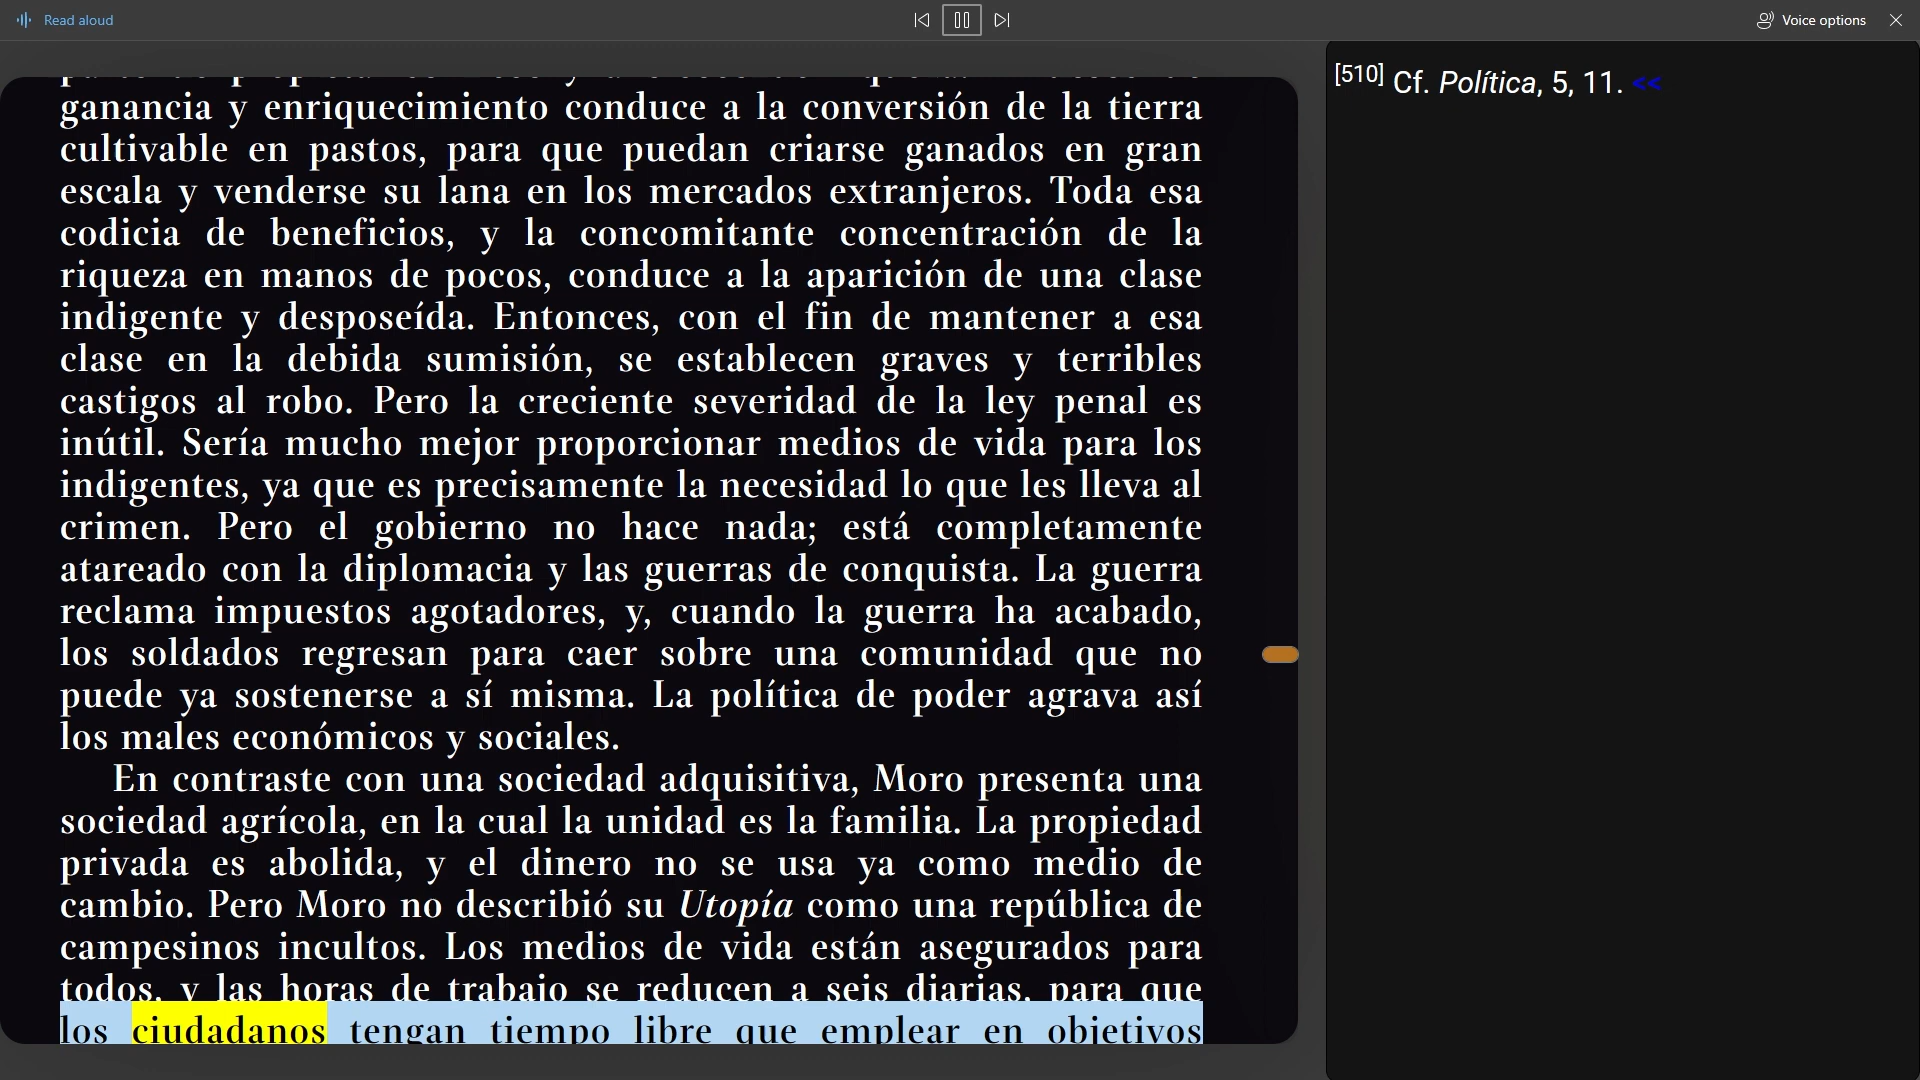 Read aloud
Voice options
ganancia y enriquecimiento conduce a la conversión de la tierra
cultivable en pastos, para que puedan criarse ganados en gran
escala y venderse su lana en los mercados extranjeros. Toda esa
codicia de beneficios, y la concomitante concentración de la
riqueza en manos de pocos, conduce a la aparición de una clase
indigente y desposeída. Entonces, con el fin de mantener a esa
clase en la debida sumisión, se establecen graves y terribles
castigos al robo. Pero la creciente severidad de la ley penal es
inútil. Sería mucho mejor proporcionar medios de vida para los
indigentes, ya que es precisamente la necesidad lo que les lleva al
crimen. Pero el gobierno no hace nada; está completamente
atareado con la diplomacia y las guerras de conquista. La guerra
reclama impuestos agotadores, y, cuando la guerra ha acabado,
los soldados regresan para caer sobre una comunidad que no
puede ya sostenerse a sí misma. La política de poder agrava así
los males económicos y sociales.
En contraste con una sociedad adquisitiva, Moro presenta una
sociedad agrícola, en la cual la unidad es la familia. La propiedad
privada es abolida, y el dinero no se usa ya como medio de
cambio. Pero Moro no describió su Utopía como una república de
campesinos incultos. Los medios de vida están asegurados para
todos, y las horas de trabajo se reducen a seis diarias, para que
los ciudadanos tengan tiempo libre que emplear en objetivos
[510] Cf. Política, 5, 11. <<